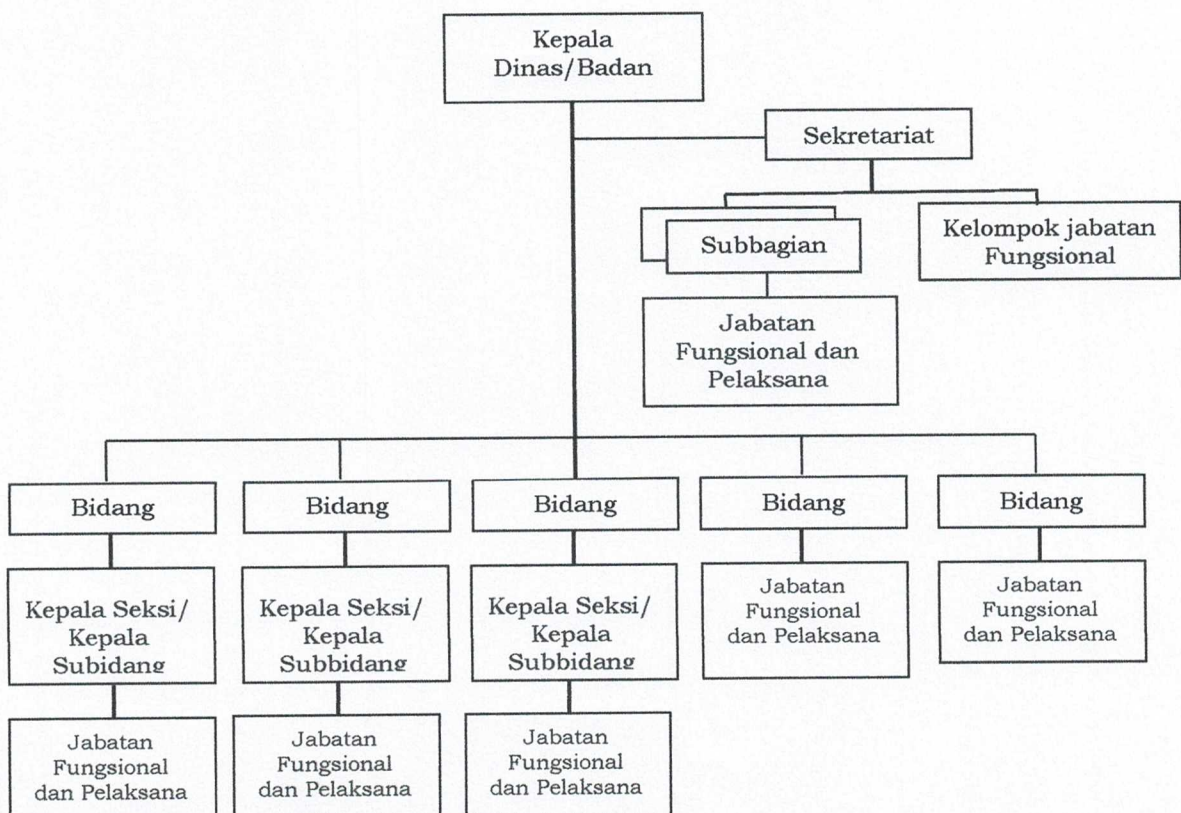 Kepala
Dinas/Badan
Sekretariat
Subbagian
Kelompok jabatan
Fungsional
Jabatan
Fungsional dan
Pelaksana
Bidang
Bidang
Bidang
Bidang
Bidang
Kepala Seksi/
Kepala
Subidang
Kepala Seksi/
Kepala
Subbidang
Kepala Seksi/
Kepala
Subbidang
Jabatan
Fungsional
dan Pelaksana
Jabatan
Fungsional
dan Pelaksana
Jabatan
Fungsional
dan Pelaksana
Jabatan
Fungsional
dan Pelaksana
Jabatan
Fungsional
dan Pelaksana